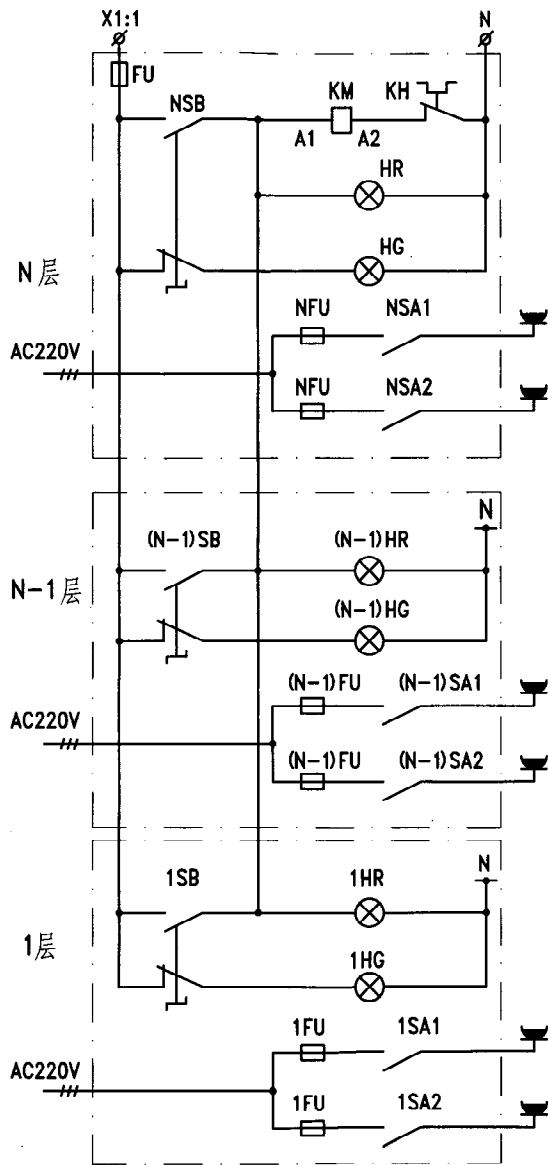 X1:1 N
FU
NSB KM KH
A1 A2
HR
HG
N层
NFU NSA1
AC220V
NFU NSA2
N
(N-1)SB (N-1)HR
N-1层
(N-1)HG
(N-1)FU (N-1)SA1
AC220V
(N-1)FU (N-1)SA2
N
1SB 1HR
1层
1HG
1FU 1SA1
AC220V
1FU 1SA2